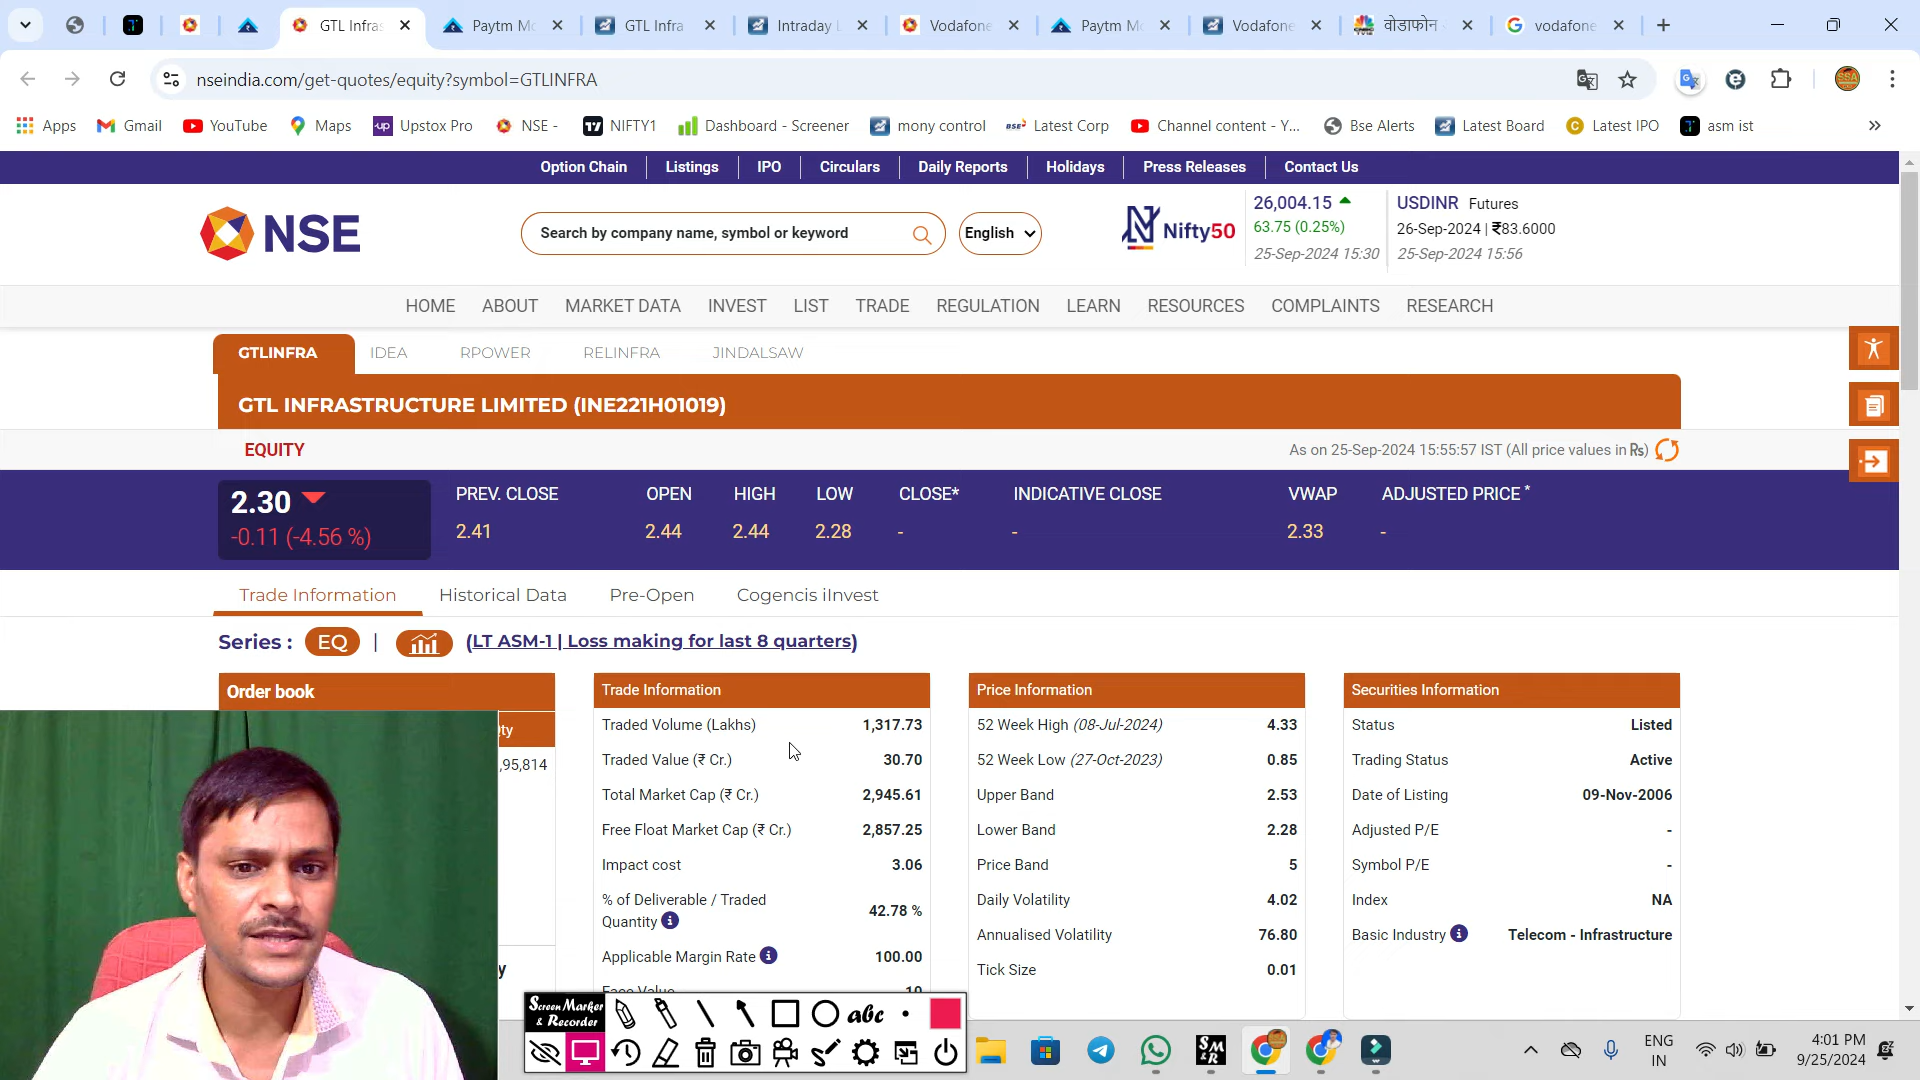 GTL Infras
Paytm Mo
GTL Infra
Intraday L
Vodafone
Paytm Mo
Vodafone
वोडाफोन
vodafone
nseindia.com/get-quotes/equity?symbol=GTLINFRA
Apps
Gmail
YouTube
Maps
Upstox Pro
NSE -
NIFTY1
Dashboard - Screener
mony control
Latest Corp
Channel content - Y...
Bse Alerts
Latest Board
Latest IPO
asm ist
Option Chain
Listings
IPO
Circulars
Daily Reports
Holidays
Press Releases
Contact Us
NSE
Search by company name, symbol or keyword
English
Nifty50
26,004.15
63.75 (0.25%)
25-Sep-2024 15:30
USDINR Futures
26-Sep-2024 | ₹83.6000
25-Sep-2024 15:56
HOME
ABOUT
MARKET DATA
INVEST
LIST
TRADE
REGULATION
LEARN
RESOURCES
COMPLAINTS
RESEARCH
GTLINFRA
IDEA
RPOWER
RELINFRA
JINDALSAW
GTL INFRASTRUCTURE LIMITED (INE221H01019)
EQUITY
As on 25-Sep-2024 15:55:57 IST (All price values in Rs)
2.30
-0.11 (-4.56 %)
PREV. CLOSE
2.41
OPEN
2.44
HIGH
2.44
LOW
2.28
CLOSE*
-
INDICATIVE CLOSE
-
VWAP
2.33
ADJUSTED PRICE *
-
Trade Information
Historical Data
Pre-Open
Cogencis iInvest
Series : EQ | (LT ASM-1 | Loss making for last 8 quarters)
Order book
,95,814
Trade Information
Traded Volume (Lakhs) 1,317.73
Traded Value (₹ Cr.) 30.70
Total Market Cap (₹ Cr.) 2,945.61
Free Float Market Cap (₹ Cr.) 2,857.25
Impact cost 3.06
% of Deliverable / Traded
Quantity 42.78 %
Applicable Margin Rate 100.00
Face Value 10
Price Information
52 Week High (08-Jul-2024) 4.33
52 Week Low (27-Oct-2023) 0.85
Upper Band 2.53
Lower Band 2.28
Price Band 5
Daily Volatility 4.02
Annualised Volatility 76.80
Tick Size 0.01
Securities Information
Status Listed
Trading Status Active
Date of Listing 09-Nov-2006
Adjusted P/E -
Symbol P/E -
Index NA
Basic Industry Telecom - Infrastructure
Screen Marker
& Recorder
abc
SM
&R
ENG
IN
4:01 PM
9/25/2024